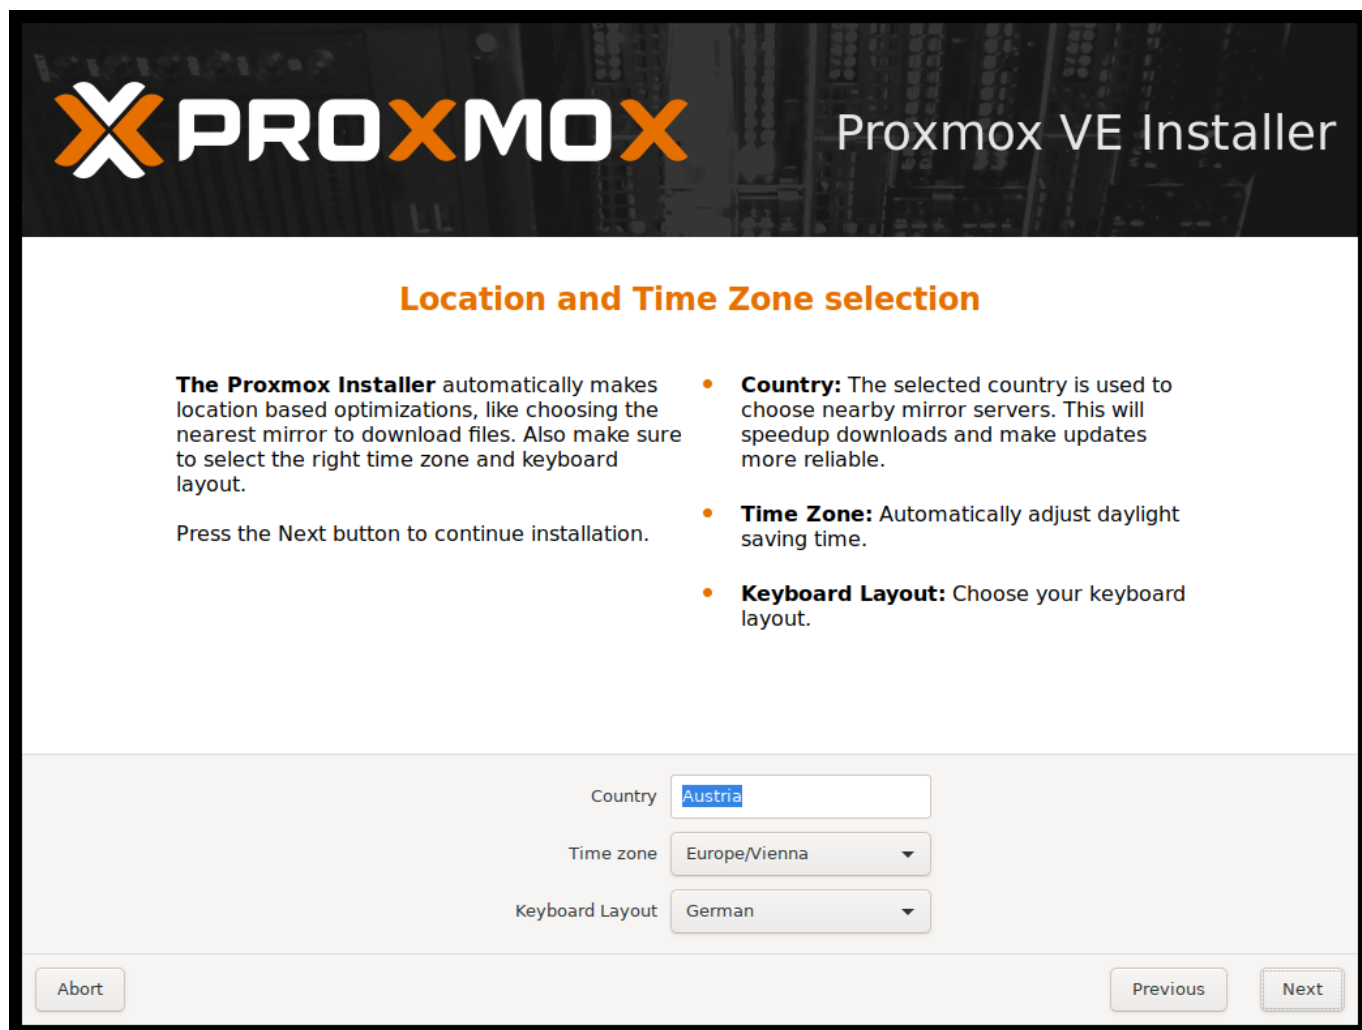 PROXMOX
Proxmox VE Installer
Location and Time Zone selection
The Proxmox Installer automatically makes
location based optimizations, like choosing the
nearest mirror to download files. Also make sure
to select the right time zone and keyboard
layout.
Press the Next button to continue installation.
Country: The selected country is used to
choose nearby mirror servers. This will
speedup downloads and make updates
more reliable.
Time Zone: Automatically adjust daylight
saving time.
Keyboard Layout: Choose your keyboard
layout.
Country Austria
Time zone Europe/Vienna
Keyboard Layout German
Abort Previous Next